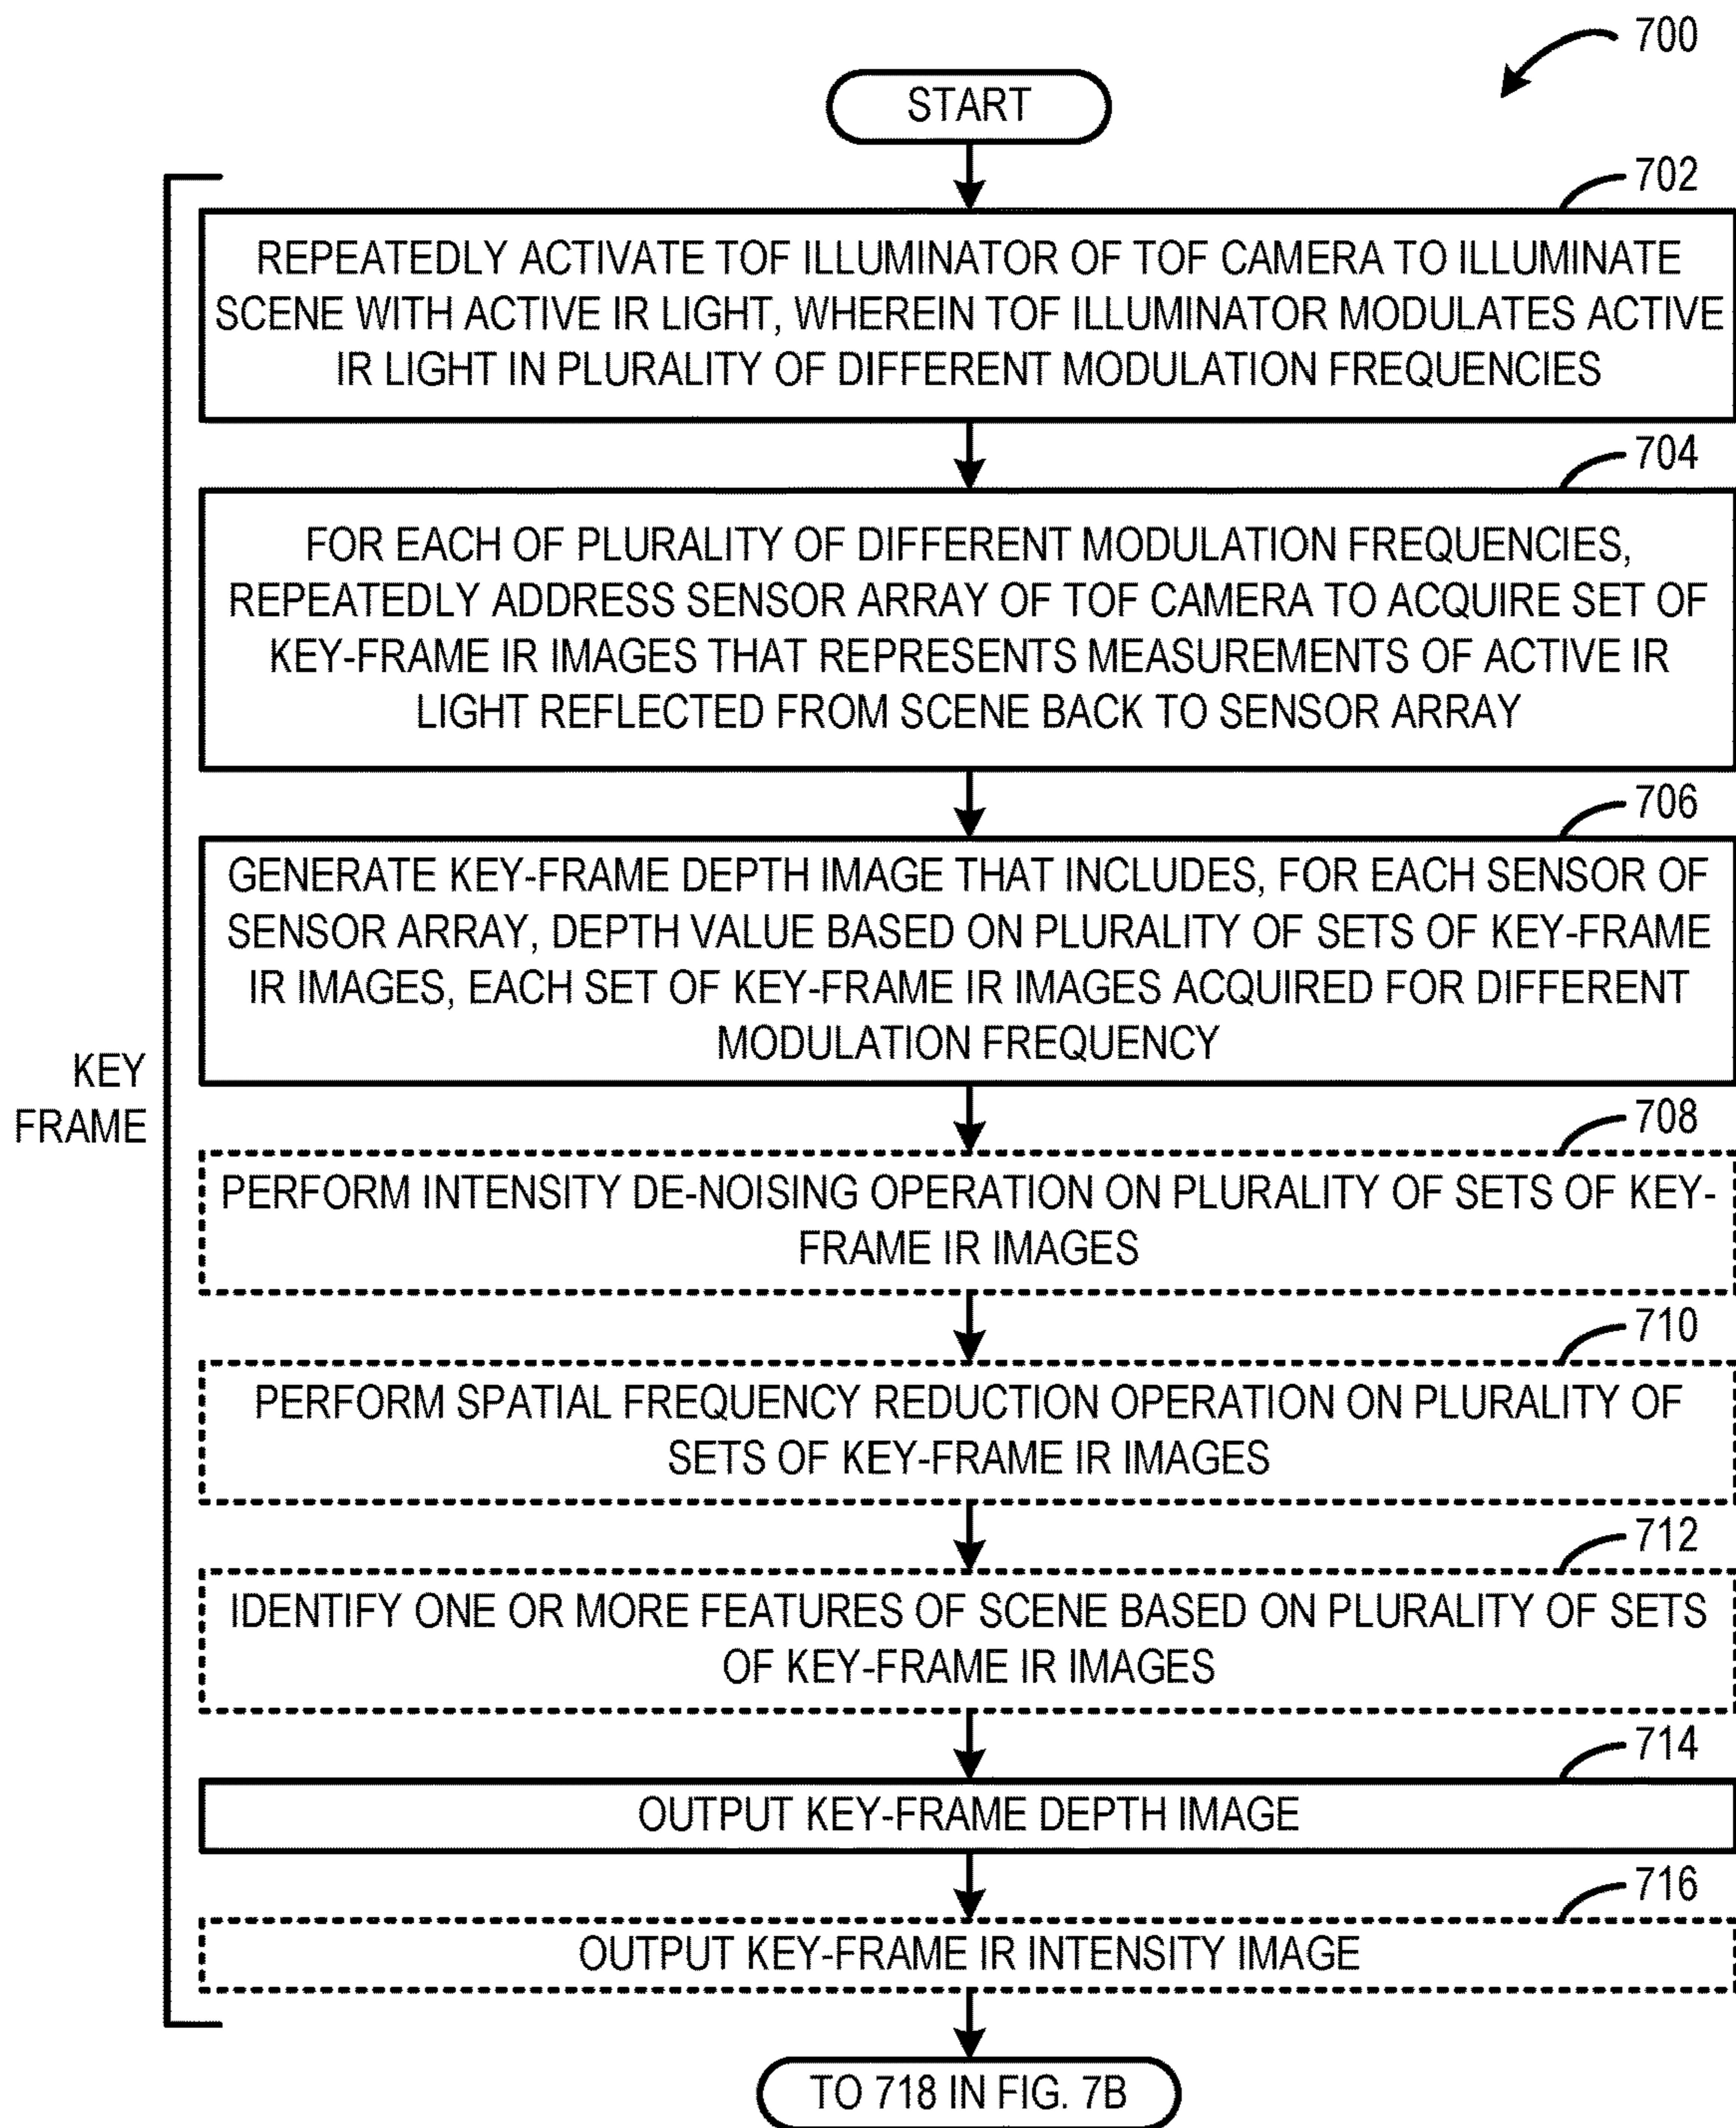 700
START
702
REPEATEDLY ACTIVATE TOF ILLUMINATOR OF TOF CAMERA TO ILLUMINATE
SCENE WITH ACTIVE IR LIGHT, WHEREIN TOF ILLUMINATOR MODULATES ACTIVE
IR LIGHT IN PLURALITY OF DIFFERENT MODULATION FREQUENCIES
704
FOR EACH OF PLURALITY OF DIFFERENT MODULATION FREQUENCIES,
REPEATEDLY ADDRESS SENSOR ARRAY OF TOF CAMERA TO ACQUIRE SET OF
KEY-FRAME IR IMAGES THAT REPRESENTS MEASUREMENTS OF ACTIVE IR
LIGHT REFLECTED FROM SCENE BACK TO SENSOR ARRAY
706
GENERATE KEY-FRAME DEPTH IMAGE THAT INCLUDES, FOR EACH SENSOR OF
SENSOR ARRAY, DEPTH VALUE BASED ON PLURALITY OF SETS OF KEY-FRAME
IR IMAGES, EACH SET OF KEY-FRAME IR IMAGES ACQUIRED FOR DIFFERENT
MODULATION FREQUENCY
KEY
FRAME
708
PERFORM INTENSITY DE-NOISING OPERATION ON PLURALITY OF SETS OF KEY-
FRAME IR IMAGES
710
PERFORM SPATIAL FREQUENCY REDUCTION OPERATION ON PLURALITY OF
SETS OF KEY-FRAME IR IMAGES
712
IDENTIFY ONE OR MORE FEATURES OF SCENE BASED ON PLURALITY OF SETS
OF KEY-FRAME IR IMAGES
714
OUTPUT KEY-FRAME DEPTH IMAGE
716
OUTPUT KEY-FRAME IR INTENSITY IMAGE
TO 718 IN FIG. 7B